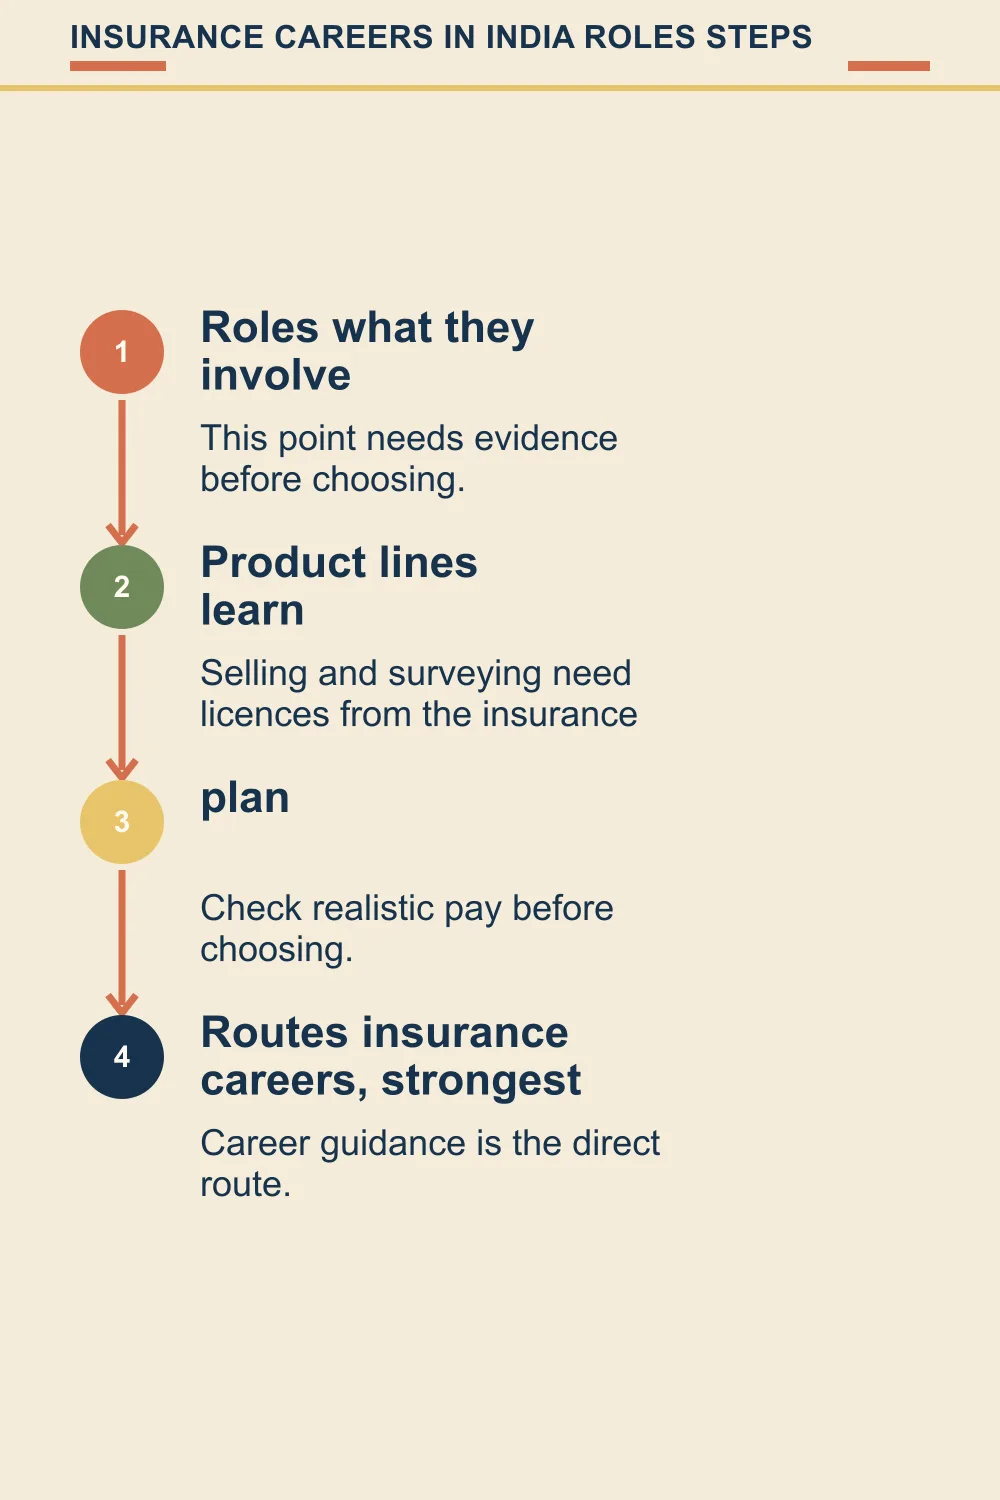 INSURANCE CAREERS IN INDIA ROLES STEPS
1
Roles what they
involve
This point needs evidence
before choosing.
2
Product lines
learn
Selling and surveying need
licences from the insurance
3
plan
Check realistic pay before
choosing.
4
Routes insurance
careers, strongest
Career guidance is the direct
route.